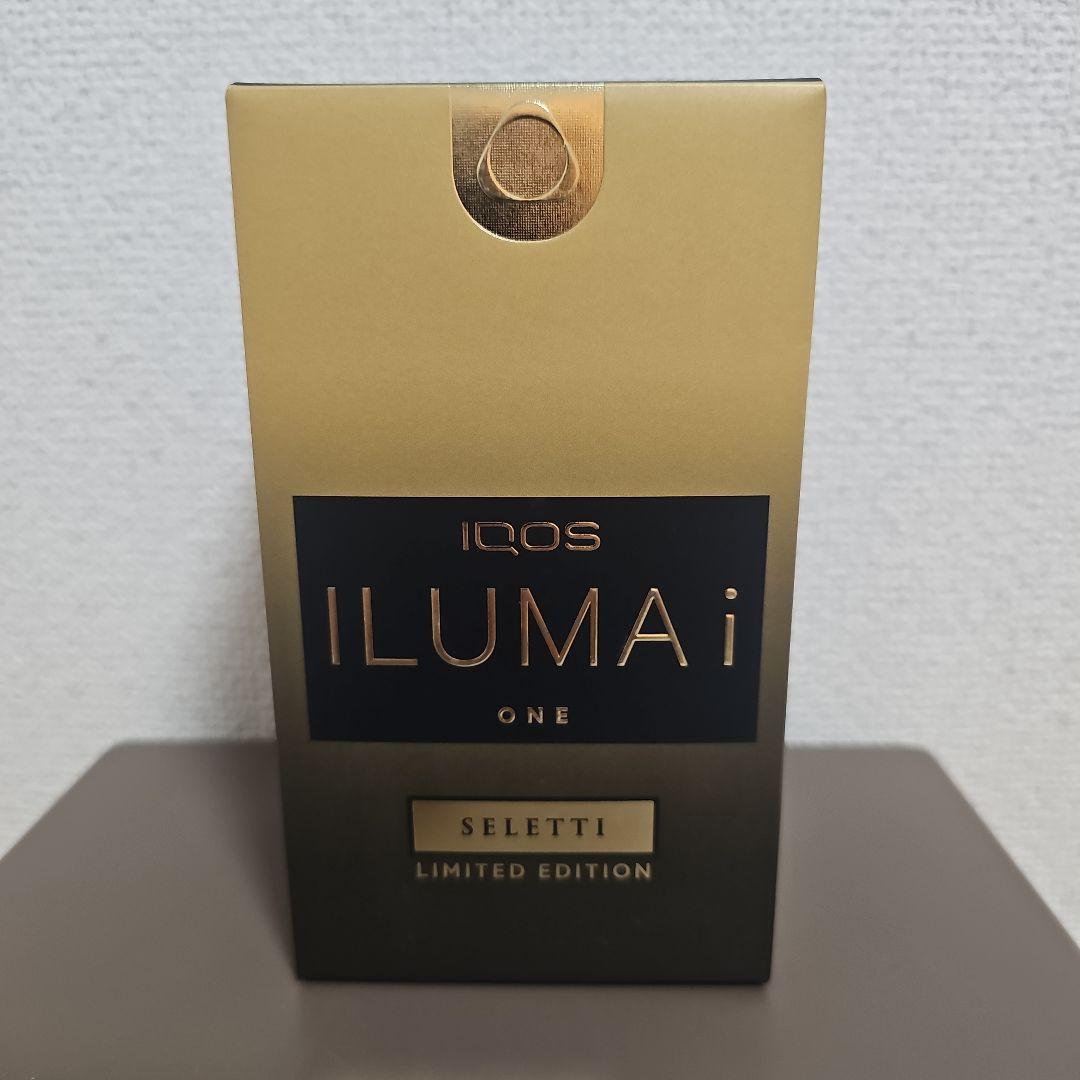 IQOS
ILUMA i
ONE
SELETTI
LIMITED EDITION